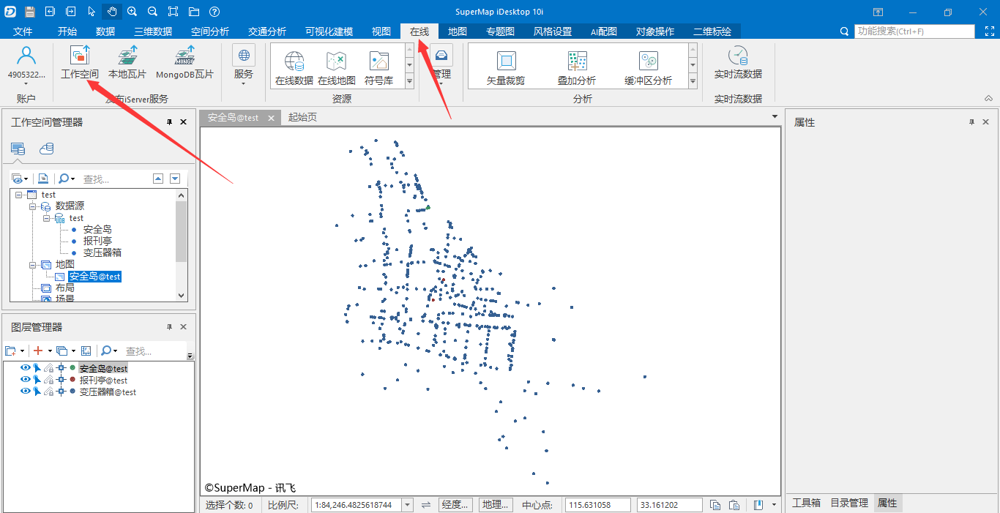 SuperMap iDesktop 10i
文件 开始 数据 三维数据 空间分析 交通分析 可视化建模 视图 在线 地图 专题图 风格设置 AI配图 对象操作 二维标绘 功能搜索(Ctrl+F)
4905322... 工作空间 本地瓦片 MongoDB瓦片 服务 在线数据 在线地图 符号库 管理 矢量裁剪 叠加分析 缓冲区分析 实时流数据
账户 发布iServer服务 资源 分析 实时流数据
工作空间管理器
查找...
test
数据源
test
安全岛
报刊亭
变压器箱
地图
安全岛@test
布局
场景
图层管理器
查找...
安全岛@test
报刊亭@test
变压器箱@test
安全岛@test 起始页
©SuperMap - 讯飞
选择个数: 0 比例尺: 1:84,246.4825618744 经度... 地理... 中心点: 115.631058 33.161202
属性
工具箱 目录管理 属性